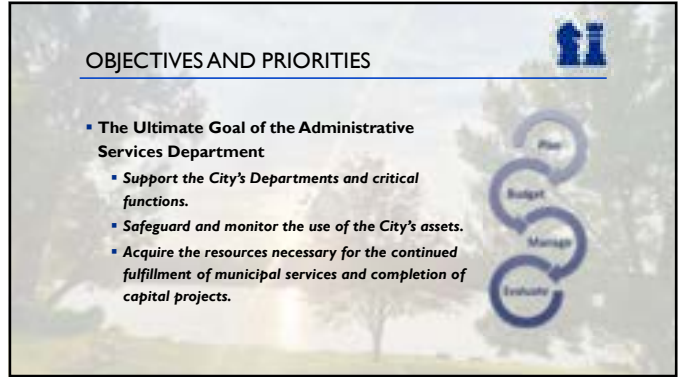 OBJECTIVES AND PRIORITIES
▪ The Ultimate Goal of the Administrative
Services Department
▪ Support the City's Departments and critical
functions.
▪ Safeguard and monitor the use of the City's assets.
▪ Acquire the resources necessary for the continued
fulfillment of municipal services and completion of
capital projects.
Plan
Budget
Manage
Evaluate